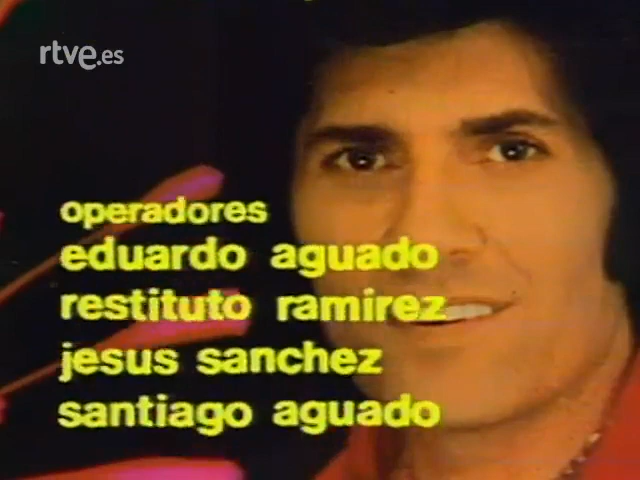 rtve.es
operadores
eduardo aguado
restituto ramirez
jesus sanchez
santiago aguado